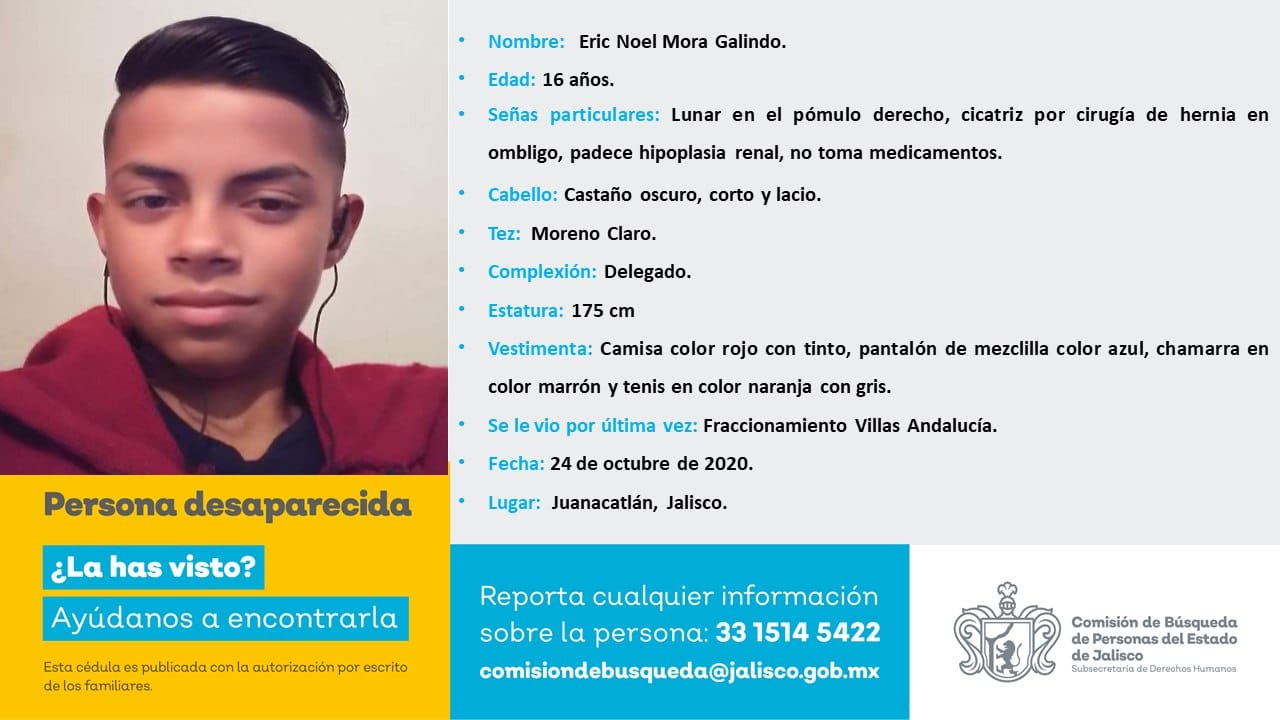 • Nombre: Eric Noel Mora Galindo.
• Edad: 16 años.
• Señas particulares: Lunar en el pómulo derecho, cicatriz por cirugía de hernia en
ombligo, padece hipoplasia renal, no toma medicamentos.
• Cabello: Castaño oscuro, corto y lacio.
• Tez: Moreno Claro.
• Complexión: Delegado.
• Estatura: 175 cm
• Vestimenta: Camisa color rojo con tinto, pantalón de mezclilla color azul, chamarra en
color marrón y tenis en color naranja con gris.
• Se le vio por última vez: Fraccionamiento Villas Andalucía.
• Fecha: 24 de octubre de 2020.
• Lugar: Juanacatlán, Jalisco.
Persona desaparecida
¿La has visto?
Ayúdanos a encontrarla
Esta cédula es publicada con la autorización por escrito
de los familiares.
Reporta cualquier información
sobre la persona: 33 1514 5422
comisiondebusqueda@jalisco.gob.mx
Comisión de Búsqueda
de Personas del Estado
de Jalisco
Subsecretaría de Derechos Humanos